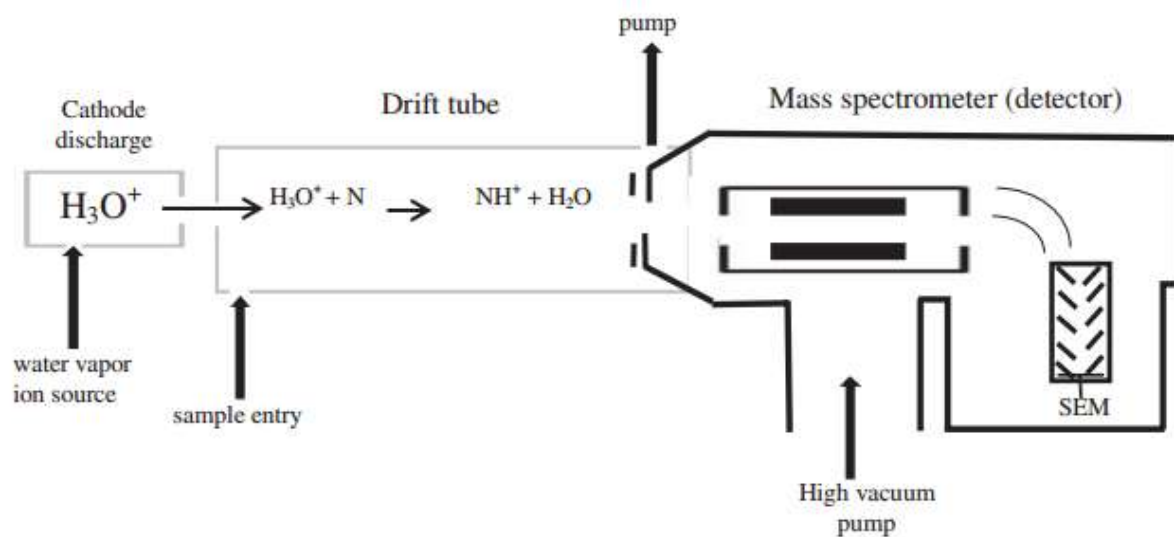 pump
Cathode
discharge
Drift tube
Mass spectrometer (detector)
H₃O⁺
H₃O⁺ + N
NH⁺ + H₂O
water vapor
ion source
sample entry
SEM
High vacuum
pump